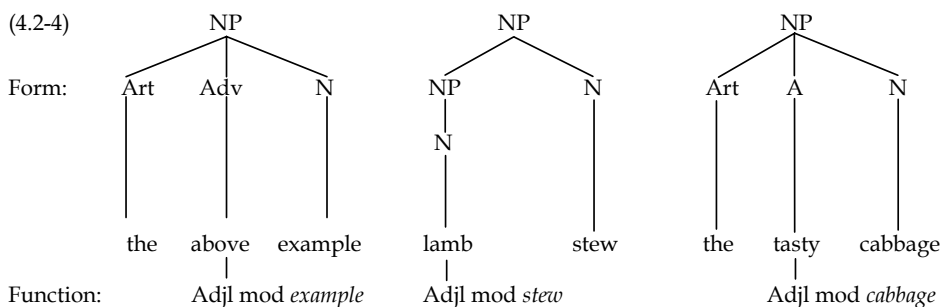 (4.2-4) NP NP NP
Form: Art Adv N NP N Art A N
N
the above example lamb stew the tasty cabbage
Function: Adjl mod example Adjl mod stew Adjl mod cabbage